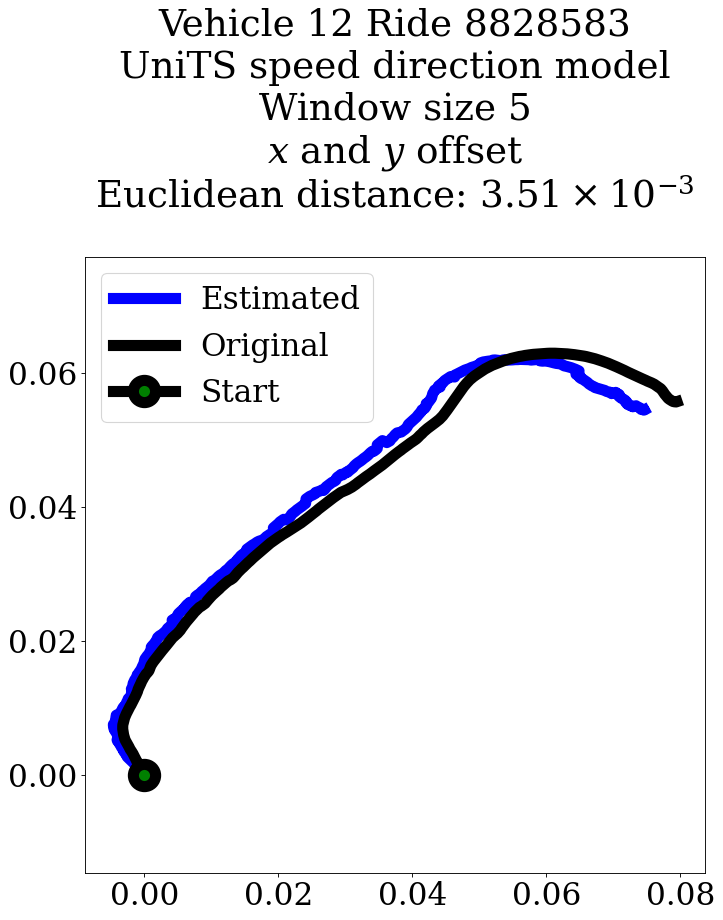 Vehicle 12 Ride 8828583
UniTS speed direction model
Window size 5
x and y offset
Euclidean distance: 3.51 × 10⁻³
Estimated
Original
Start
0.06
0.04
0.02
0.00
0.00 0.02 0.04 0.06 0.08